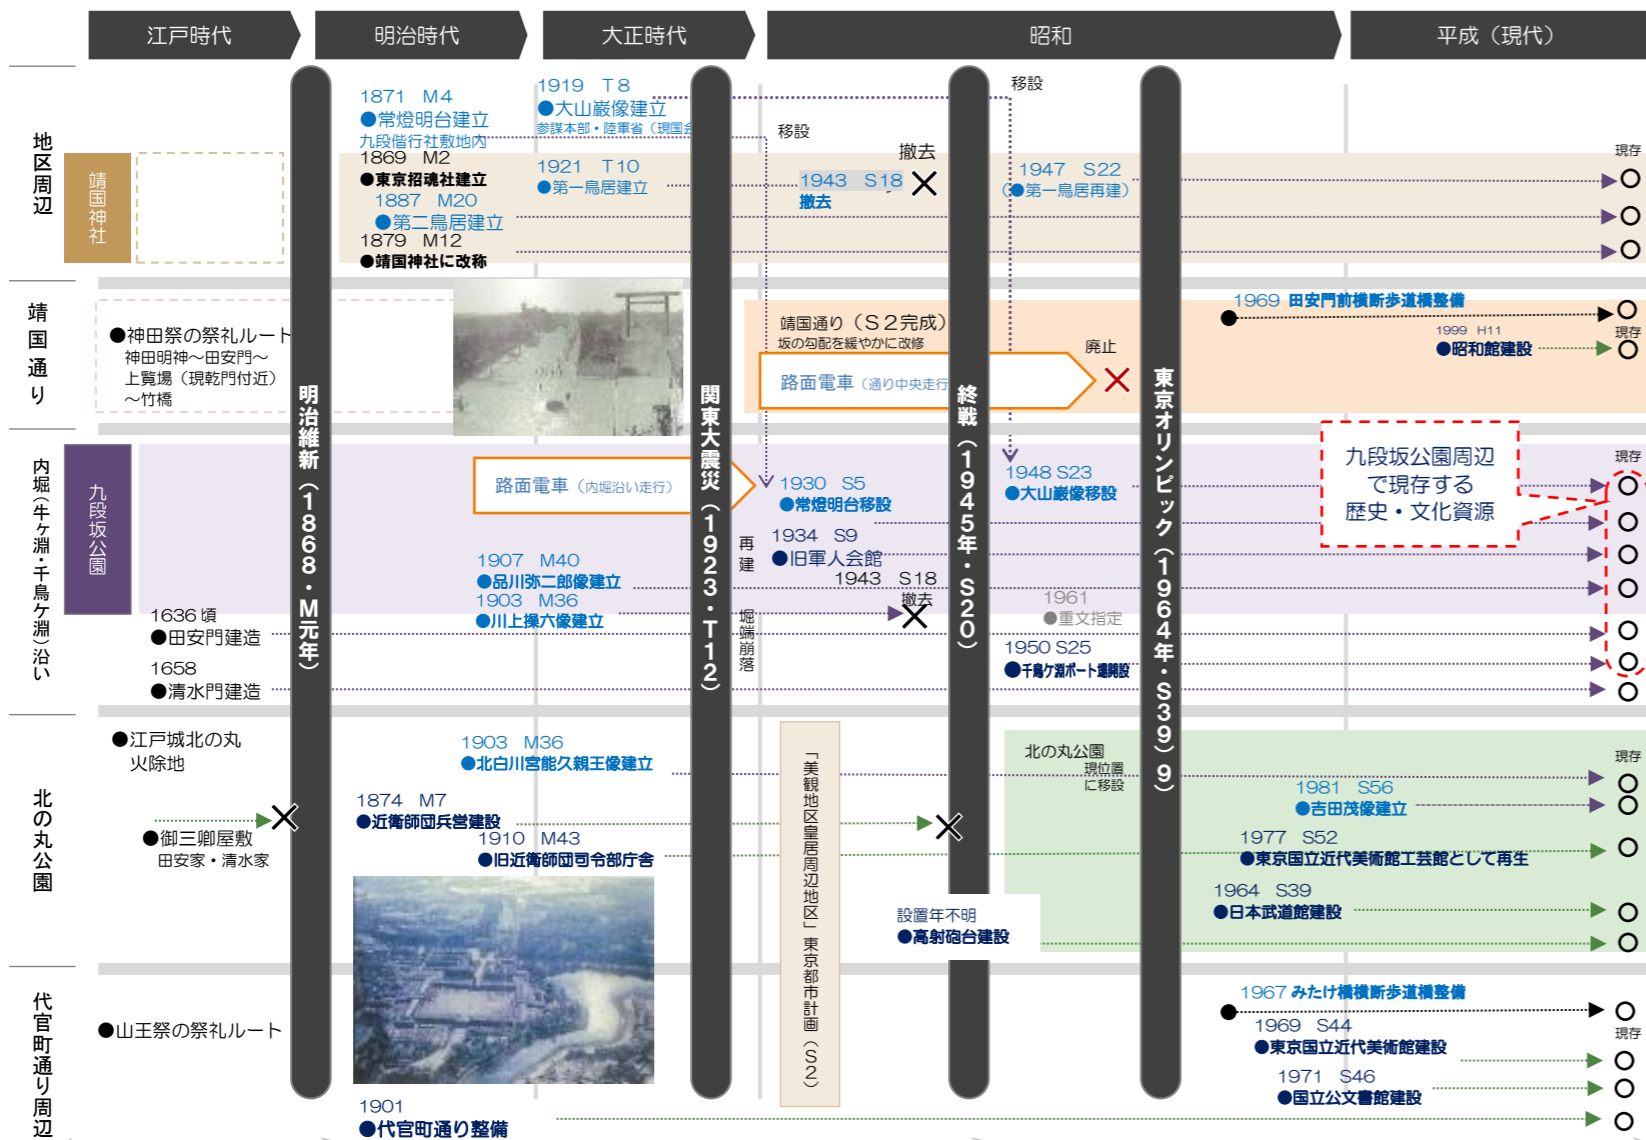 江戸時代
明治時代
大正時代
昭和
平成（現代）
地区周辺
靖国神社
1871 M4
●常燈明台建立
九段偕行社敷地内
1869 M2
●東京招魂社建立
1887 M20
●第二鳥居建立
1879 M12
●靖国神社に改称
1919 T8
●大山巌像建立
参謀本部・陸軍省（現国会
1921 T10
●第一鳥居建立
移設
1943 S18
撤去
撤去
移設
1947 S22
（●第一鳥居再建）
現存
靖国通り
●神田祭の祭礼ルート
神田明神～田安門～
上覧場（現乾門付近）
～竹橋
靖国通り（S2完成）
坂の勾配を緩やかに改修
路面電車（通り中央走行
廃止
1969 田安門前横断歩道橋整備
1999 H11
●昭和館建設
現存
明治維新（1868・M元年）
関東大震災（1923・T12）
終戦（1945年・S20）
東京オリンピック（1964年・S39）9
内堀（牛ケ淵・千鳥ケ淵）沿い
九段坂公園
路面電車（内堀沿い走行）
1930 S5
●常燈明台移設
1948 S23
●大山巌像移設
九段坂公園周辺
で現存する
歴史・文化資源
現存
再建
1934 S9
●旧軍人会館
1907 M40
●品川弥二郎像建立
1903 M36
●川上操六像建立
1943 S18
撤去
堀端崩落
1961
●重文指定
1636頃
●田安門建造
1950 S25
●千鳥ケ淵ボート場開設
1658
●清水門建造
北の丸公園
●江戸城北の丸
火除地
●御三卿屋敷
田安家・清水家
1903 M36
●北白川宮能久親王像建立
1874 M7
●近衛師団兵営建設
1910 M43
●旧近衛師団司令部庁舎
「美観地区皇居周辺地区」東京都市計画（S2）
北の丸公園
現位置
に移設
現存
1981 S56
●吉田茂像建立
1977 S52
●東京国立近代美術館工芸館として再生
1964 S39
●日本武道館建設
設置年不明
●高射砲台建設
代官町通り周辺
●山王祭の祭礼ルート
1967 みたけ橋横断歩道橋整備
現存
1969 S44
●東京国立近代美術館建設
1971 S46
●国立公文書館建設
1901
●代官町通り整備